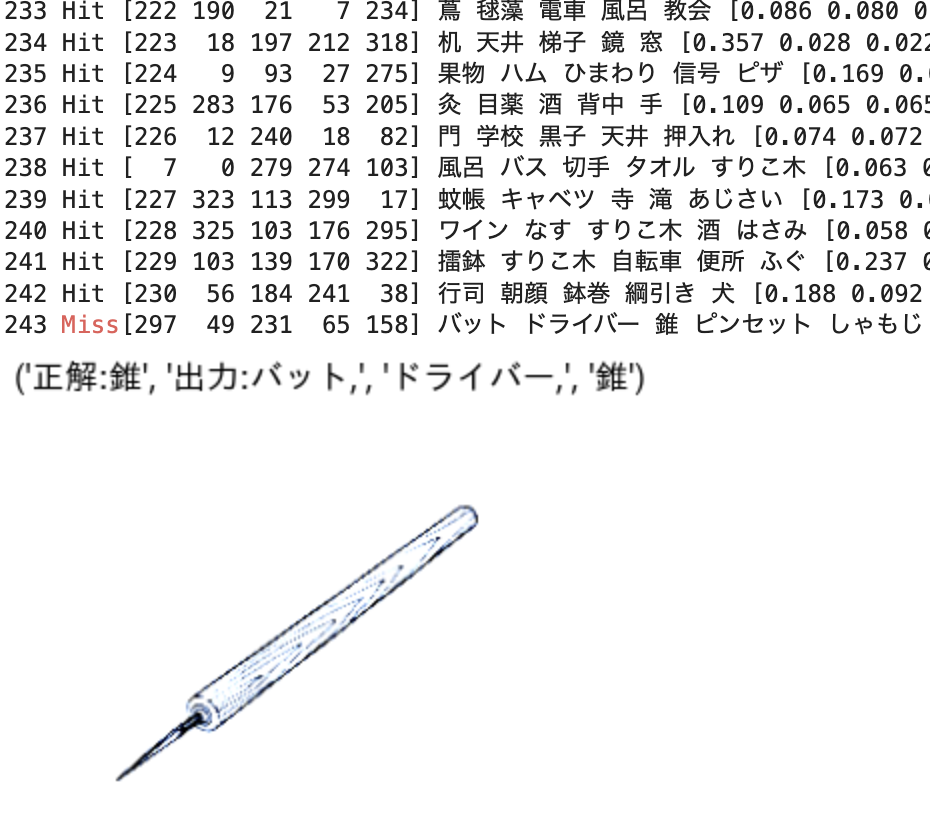 233 Hit [222 190  21   7 234] 蔦 毬藻 電車 風呂 教会 [0.086 0.080 0
234 Hit [223  18 197 212 318] 机 天井 梯子 鏡 窓 [0.357 0.028 0.022
235 Hit [224   9  93  27 275] 果物 ハム ひまわり 信号 ピザ [0.169 0.0
236 Hit [225 283 176  53 205] 灸 目薬 酒 背中 手 [0.109 0.065 0.065
237 Hit [226  12 240  18  82] 門 学校 黒子 天井 押入れ [0.074 0.072
238 Hit [  7   0 279 274 103] 風呂 バス 切手 タオル すりこ木 [0.063 0
239 Hit [227 323 113 299  17] 蚊帳 キャベツ 寺 滝 あじさい [0.173 0.0
240 Hit [228 325 103 176 295] ワイン なす すりこ木 酒 はさみ [0.058 0
241 Hit [229 103 139 170 322] 擂鉢 すりこ木 自転車 便所 ふぐ [0.237 0
242 Hit [230  56 184 241  38] 行司 朝顔 鉢巻 綱引き 犬 [0.188 0.092
243 Miss[297  49 231  65 158] バット ドライバー 錐 ピンセット しゃもじ
('正解:錐', '出力:バット,', 'ドライバー,', '錐')